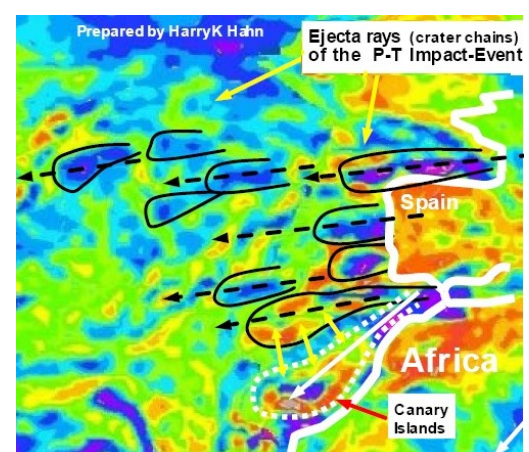 Prepared by HarryK Hahn
Ejecta rays (crater chains)
of the P-T Impact-Event
Spain
Africa
Canary
Islands